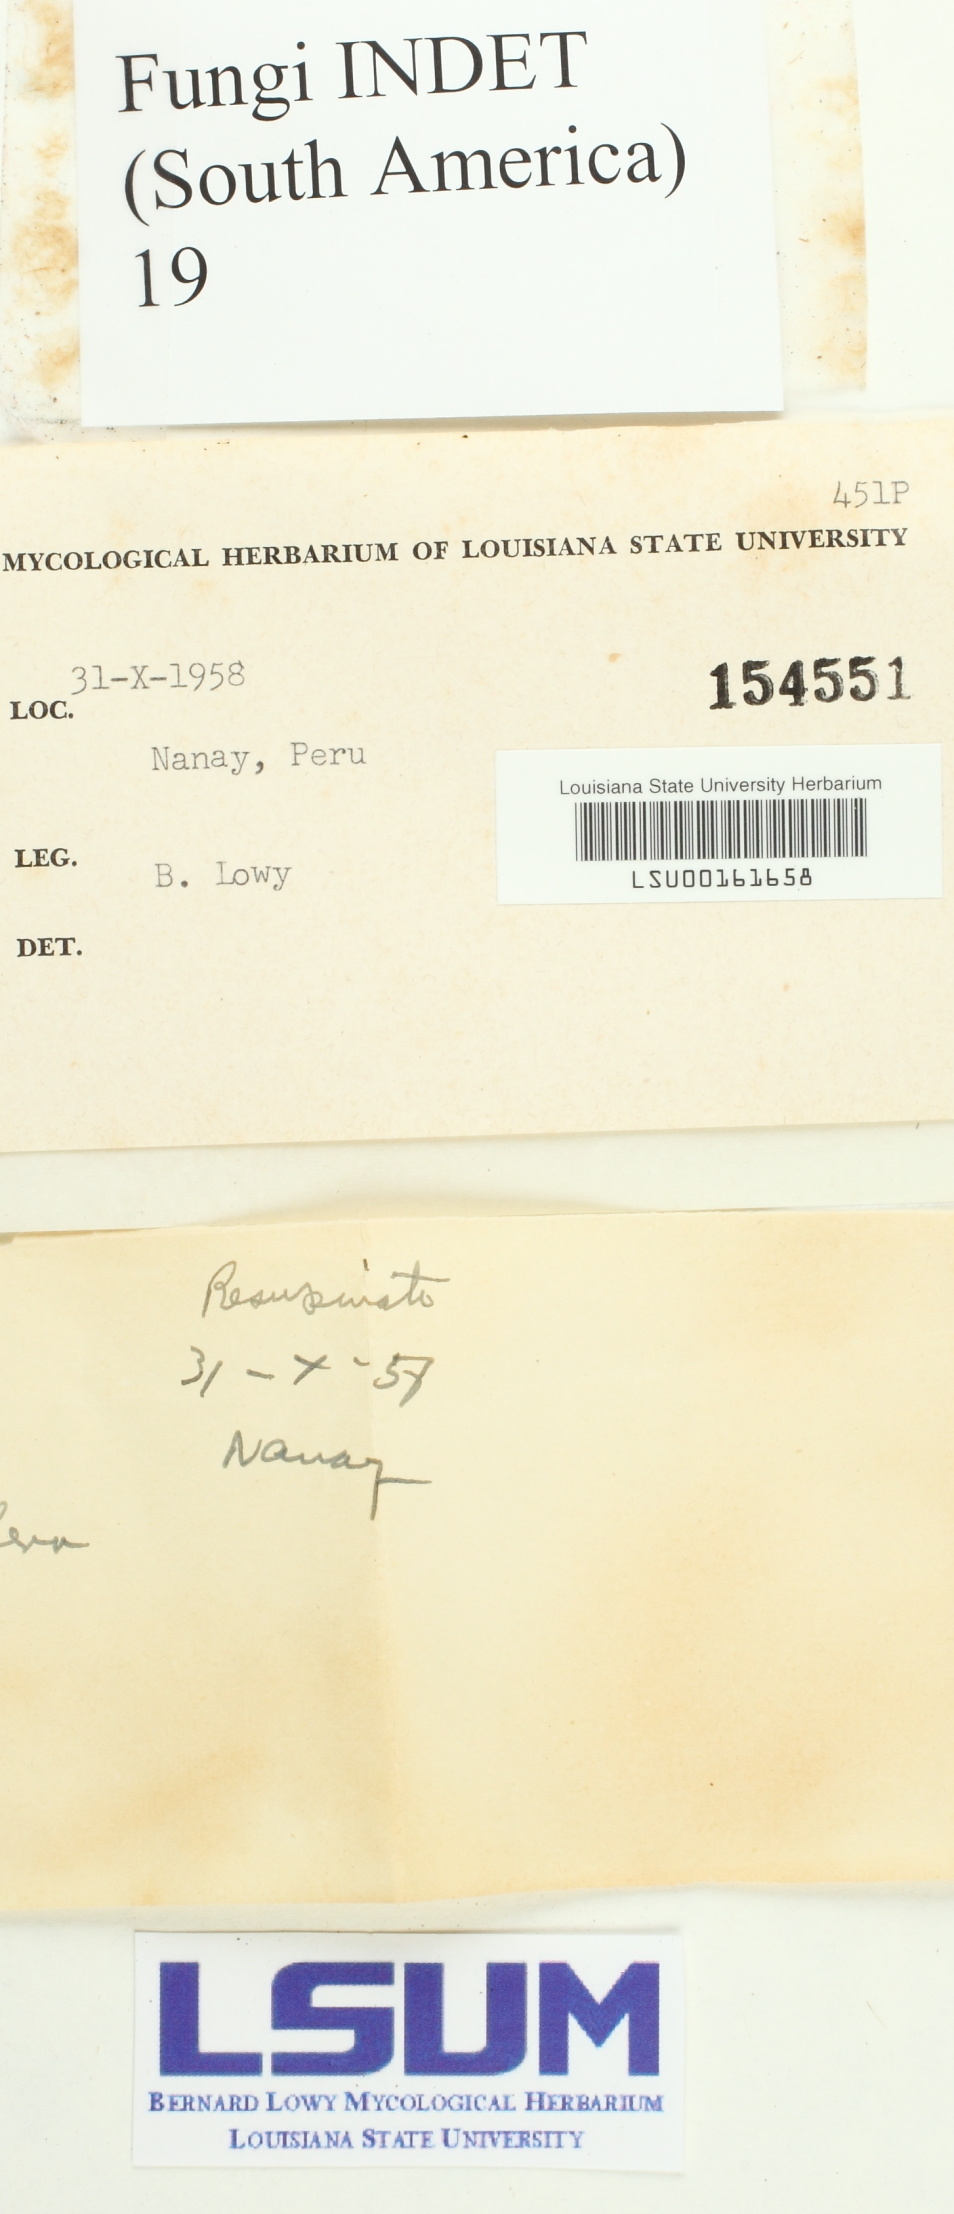 Fungi INDET
(South America)
19
451P
MYCOLOGICAL HERBARIUM OF LOUISIANA STATE UNIVERSITY
31-X-1958
154551
LOC.
Nanay, Peru
Louisiana State University Herbarium
LSU00161658
LEG.
B. Lowy
DET.
Resupinate
31-X-58
Nanay
LSUM
BERNARD LOWY MYCOLOGICAL HERBARIUM
LOUISIANA STATE UNIVERSITY